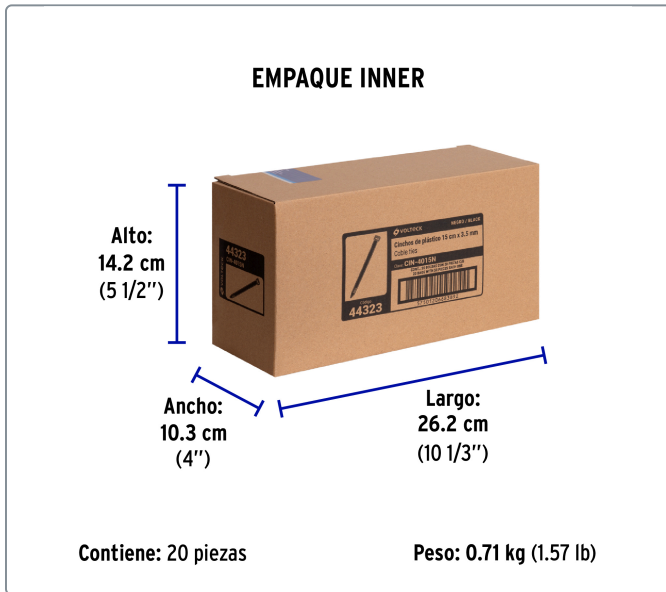 EMPAQUE INNER
Alto:
14.2 cm
(5 1/2’’)
44323
CIN-4015N
VOLTECK
NEGRO / BLACK
Cinchos de plástico 15 cm x 3.5 mm
Cable ties
CIN-4015N
44323
Ancho:
10.3 cm
(4’’)
Largo:
26.2 cm
(10 1/3’’)
Contiene: 20 piezas
Peso: 0.71 kg (1.57 lb)